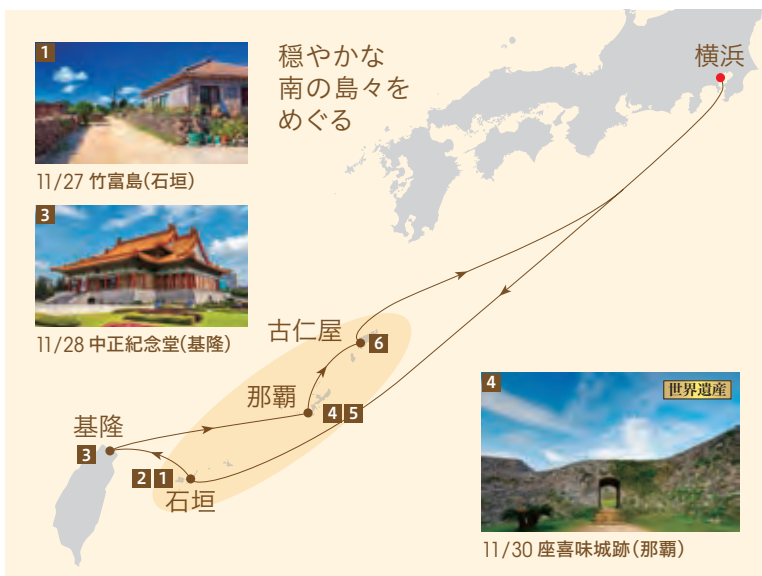 1
11/27 竹富島(石垣)
3
11/28 中正紀念堂(基隆)
穏やかな
南の島々を
めぐる
横浜
古仁屋
6
那覇
4 5
基隆
3
2 1
石垣
4
世界遺産
11/30 座喜味城跡(那覇)